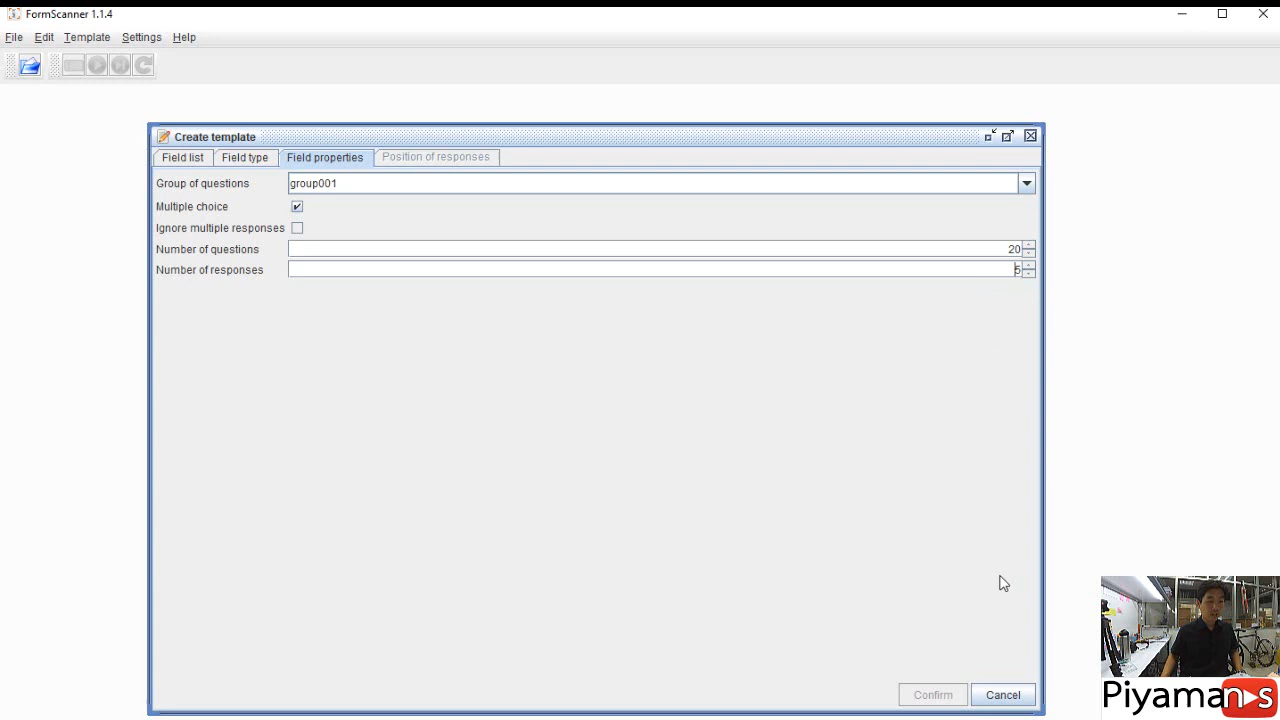 FormScanner 1.1.4
File Edit Template Settings Help
Create template
Field list Field type Field properties Position of responses
Group of questions group001
Multiple choice
Ignore multiple responses
Number of questions 20
Number of responses 5
Confirm Cancel
Piyamanas